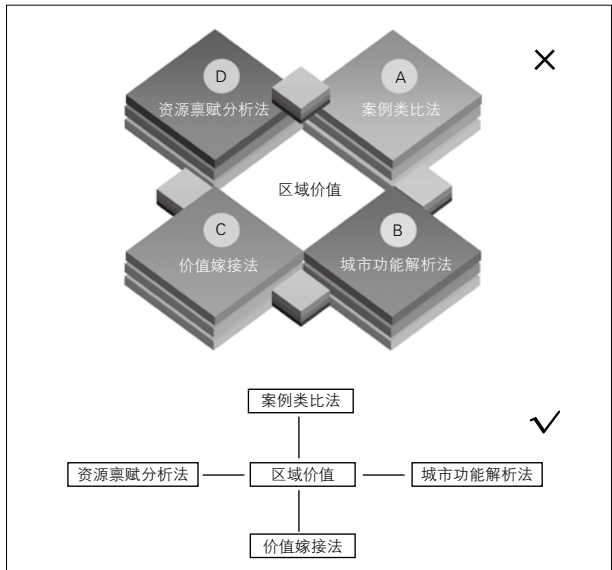 D
A
资源禀赋分析法
案例类比法
区域价值
C
B
价值嫁接法
城市功能解析法
案例类比法
资源禀赋分析法
区域价值
城市功能解析法
价值嫁接法